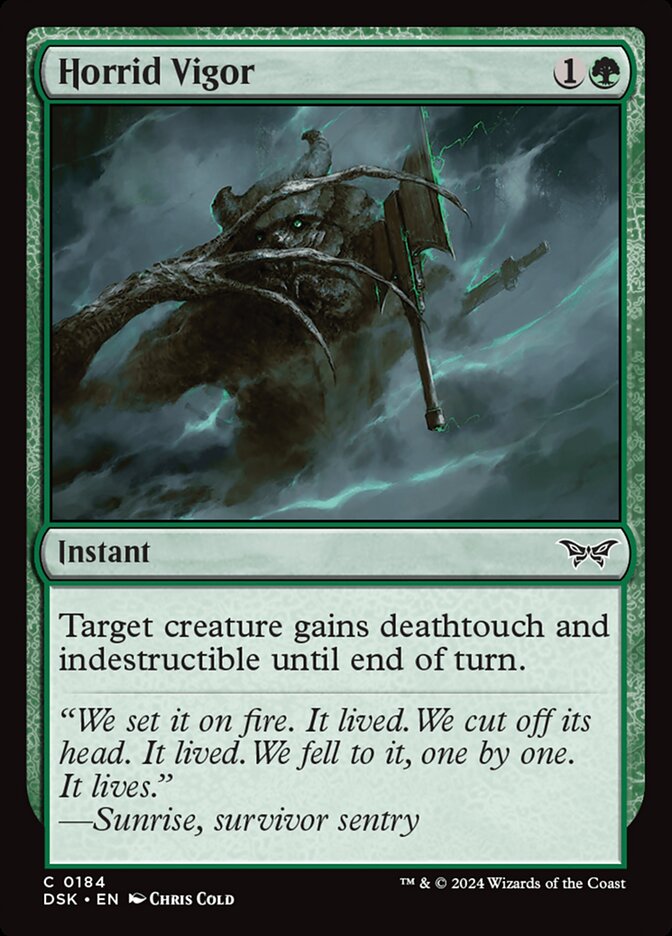 Horrid Vigor 1
Instant
Target creature gains deathtouch and
indestructible until end of turn.
“We set it on fire. It lived. We cut off its
head. It lived. We fell to it, one by one.
It lives.”
—Sunrise, survivor sentry
C 0184
DSK • EN Chris Cold
™ & © 2024 Wizards of the Coast